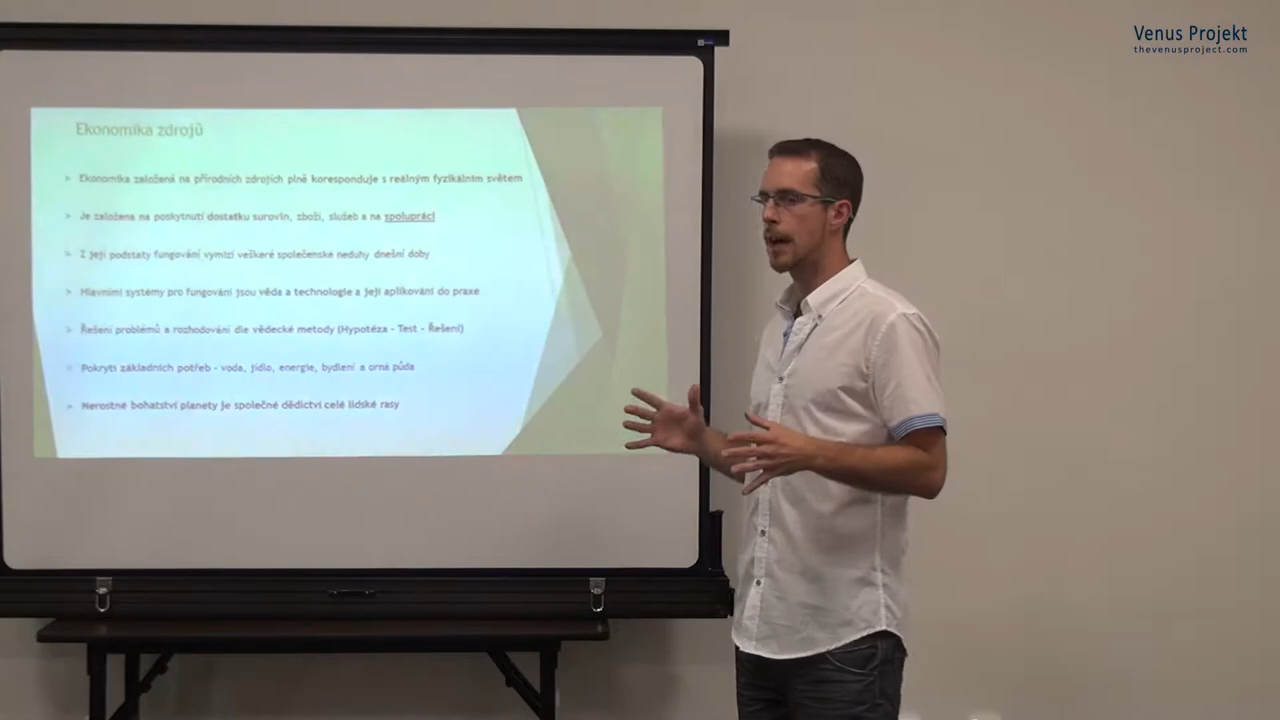 Venus Projekt
thevenusproject.com
Ekonomika zdrojů
Ekonomika založená na přírodních zdrojích plně koresponduje s reálným fyzikálním světem
Je založena na poskytnutí dostatku surovin, zboží, služeb a na spolupráci
Z její podstaty fungování vymizí veškeré společenské neduhy dnešní doby
Hlavními systémy pro fungování jsou věda a technologie a její aplikování do praxe
Řešení problémů a rozhodování dle vědecké metody (Hypotéza - Test - Řešení)
Pokrytí základních potřeb - voda, jídlo, energie, bydlení a orná půda
Nerostné bohatství planety je společné dědictví celé lidské rasy